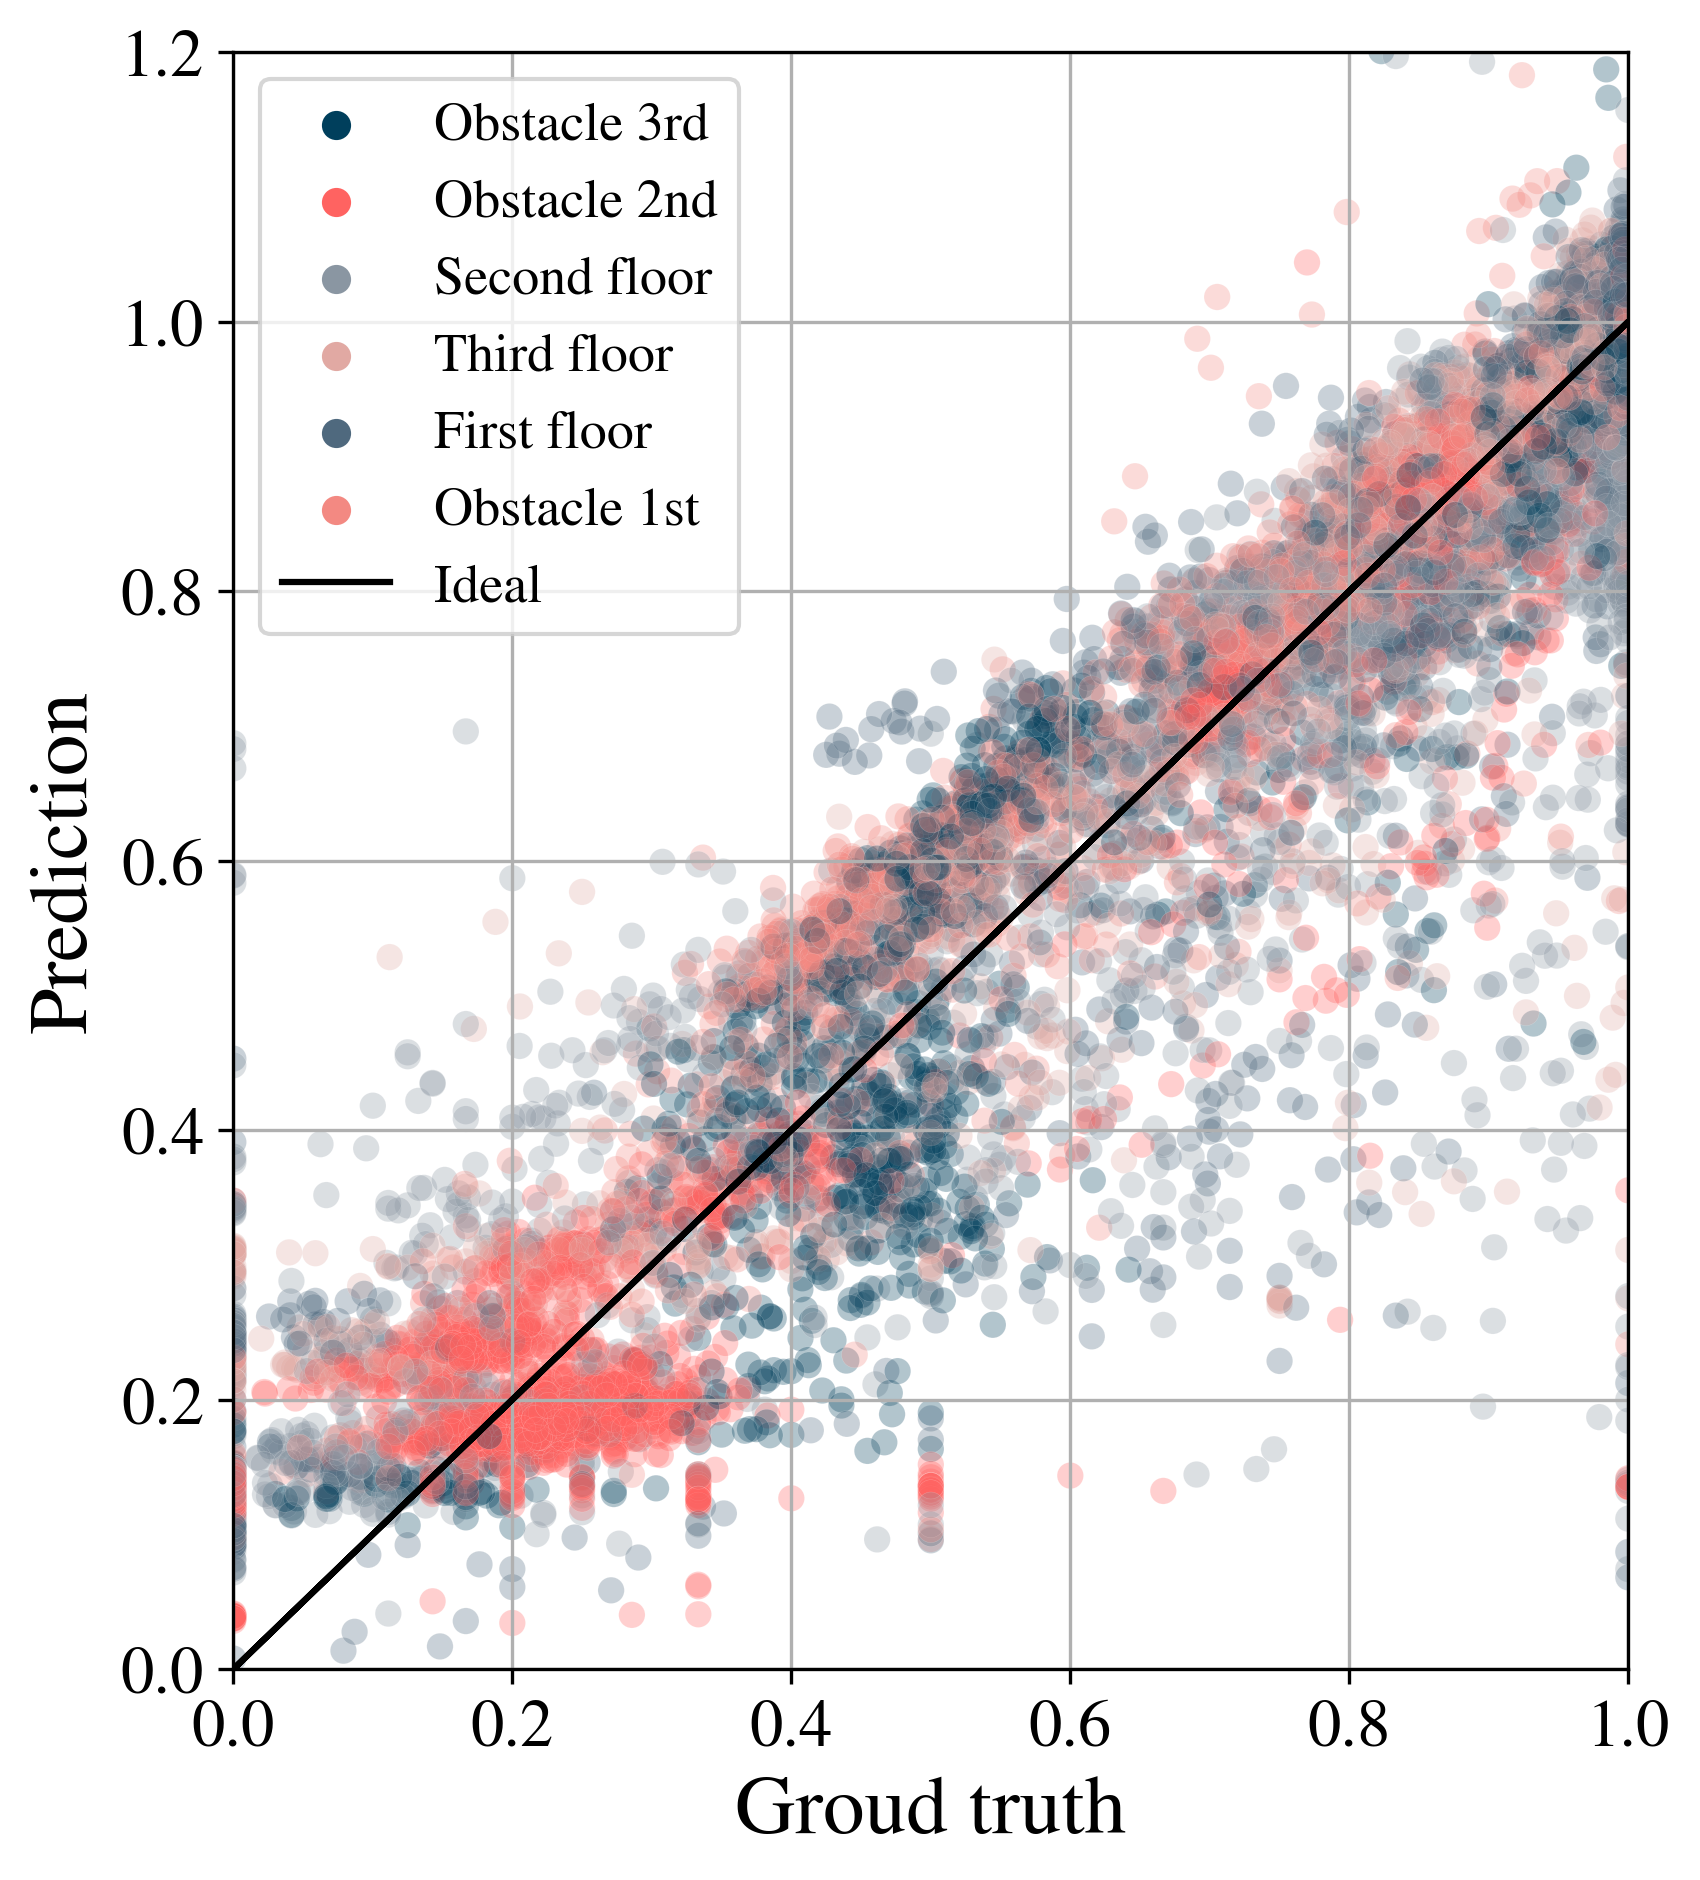 1.2
1.0
0.8
0.6
0.4
0.2
0.0
Prediction
Obstacle 3rd
Obstacle 2nd
Second floor
Third floor
First floor
Obstacle 1st
Ideal
0.0 0.2 0.4 0.6 0.8 1.0
Groud truth